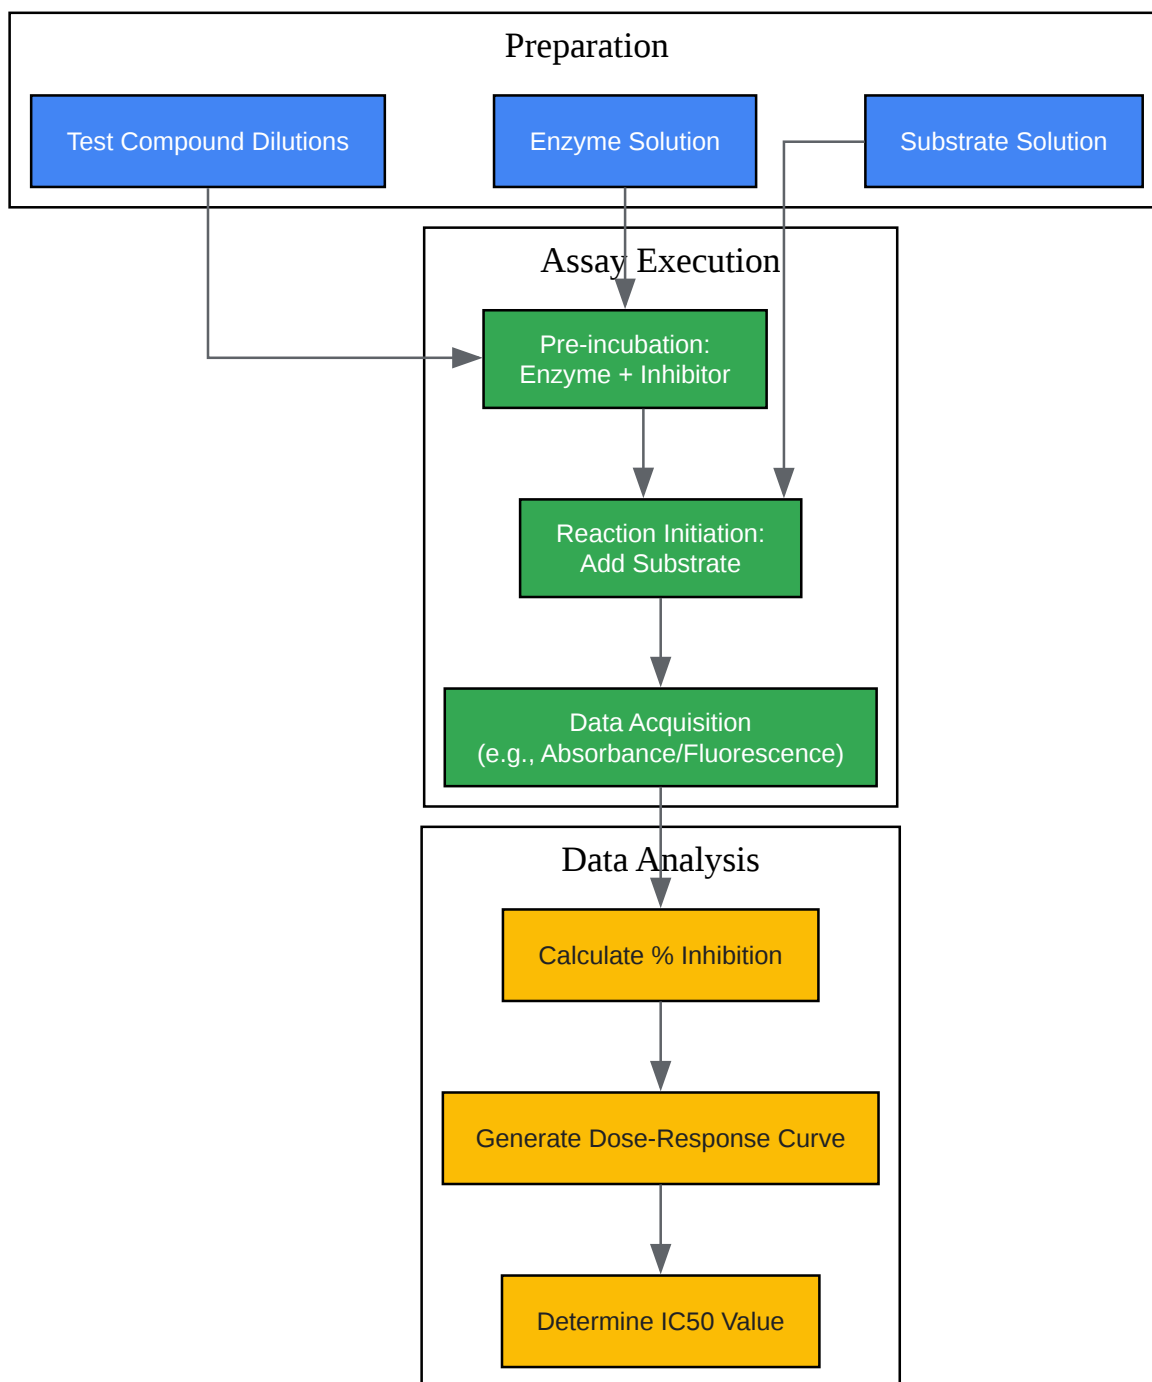 Preparation
Test Compound Dilutions
Enzyme Solution
Substrate Solution
Assay Execution
Pre-incubation:
Enzyme + Inhibitor
Reaction Initiation:
Add Substrate
Data Acquisition
(e.g., Absorbance/Fluorescence)
Data Analysis
Calculate % Inhibition
Generate Dose-Response Curve
Determine IC50 Value